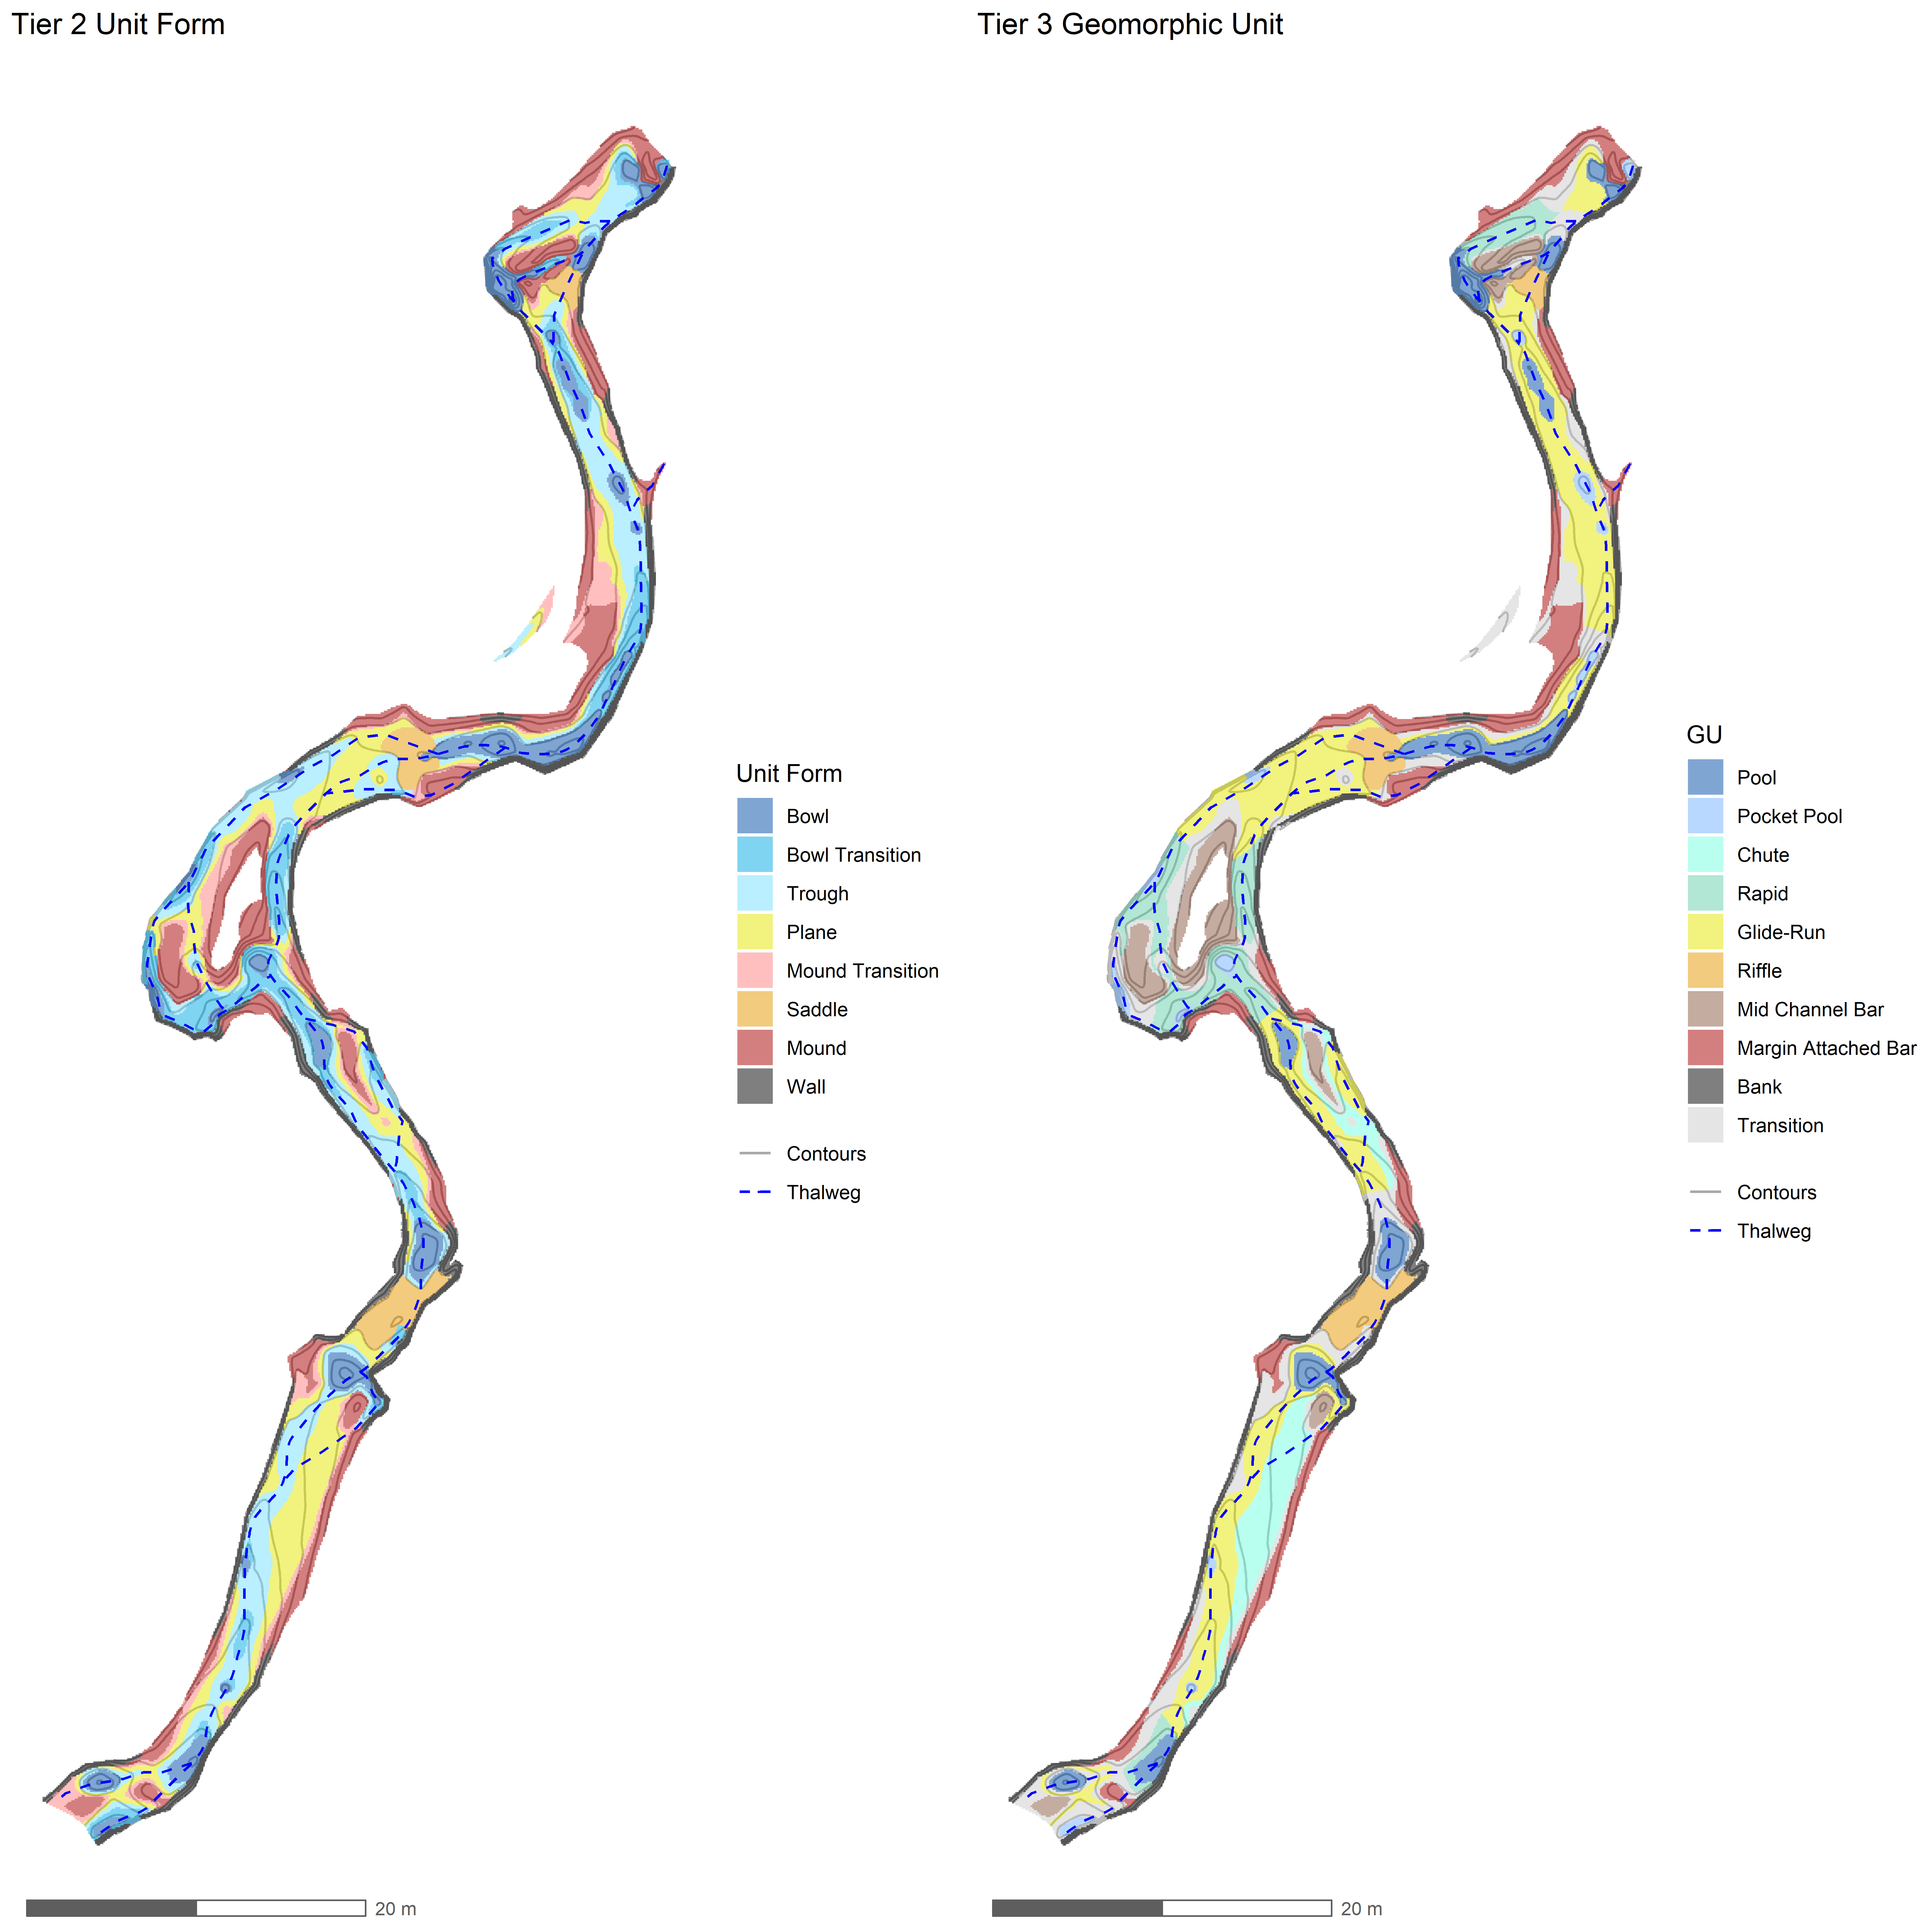 Tier 2 Unit Form
Tier 3 Geomorphic Unit
Unit Form
Bowl
Bowl Transition
Trough
Plane
Mound Transition
Saddle
Mound
Wall
Contours
Thalweg
GU
Pool
Pocket Pool
Chute
Rapid
Glide-Run
Riffle
Mid Channel Bar
Margin Attached Bar
Bank
Transition
Contours
Thalweg
20 m
20 m